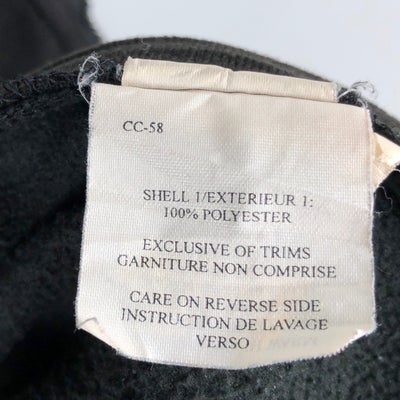 CC-58
SHELL 1/EXTERIEUR 1:
100% POLYESTER
EXCLUSIVE OF TRIMS
GARNITURE NON COMPRISE
CARE ON REVERSE SIDE
INSTRUCTION DE LAVAGE
VERSO